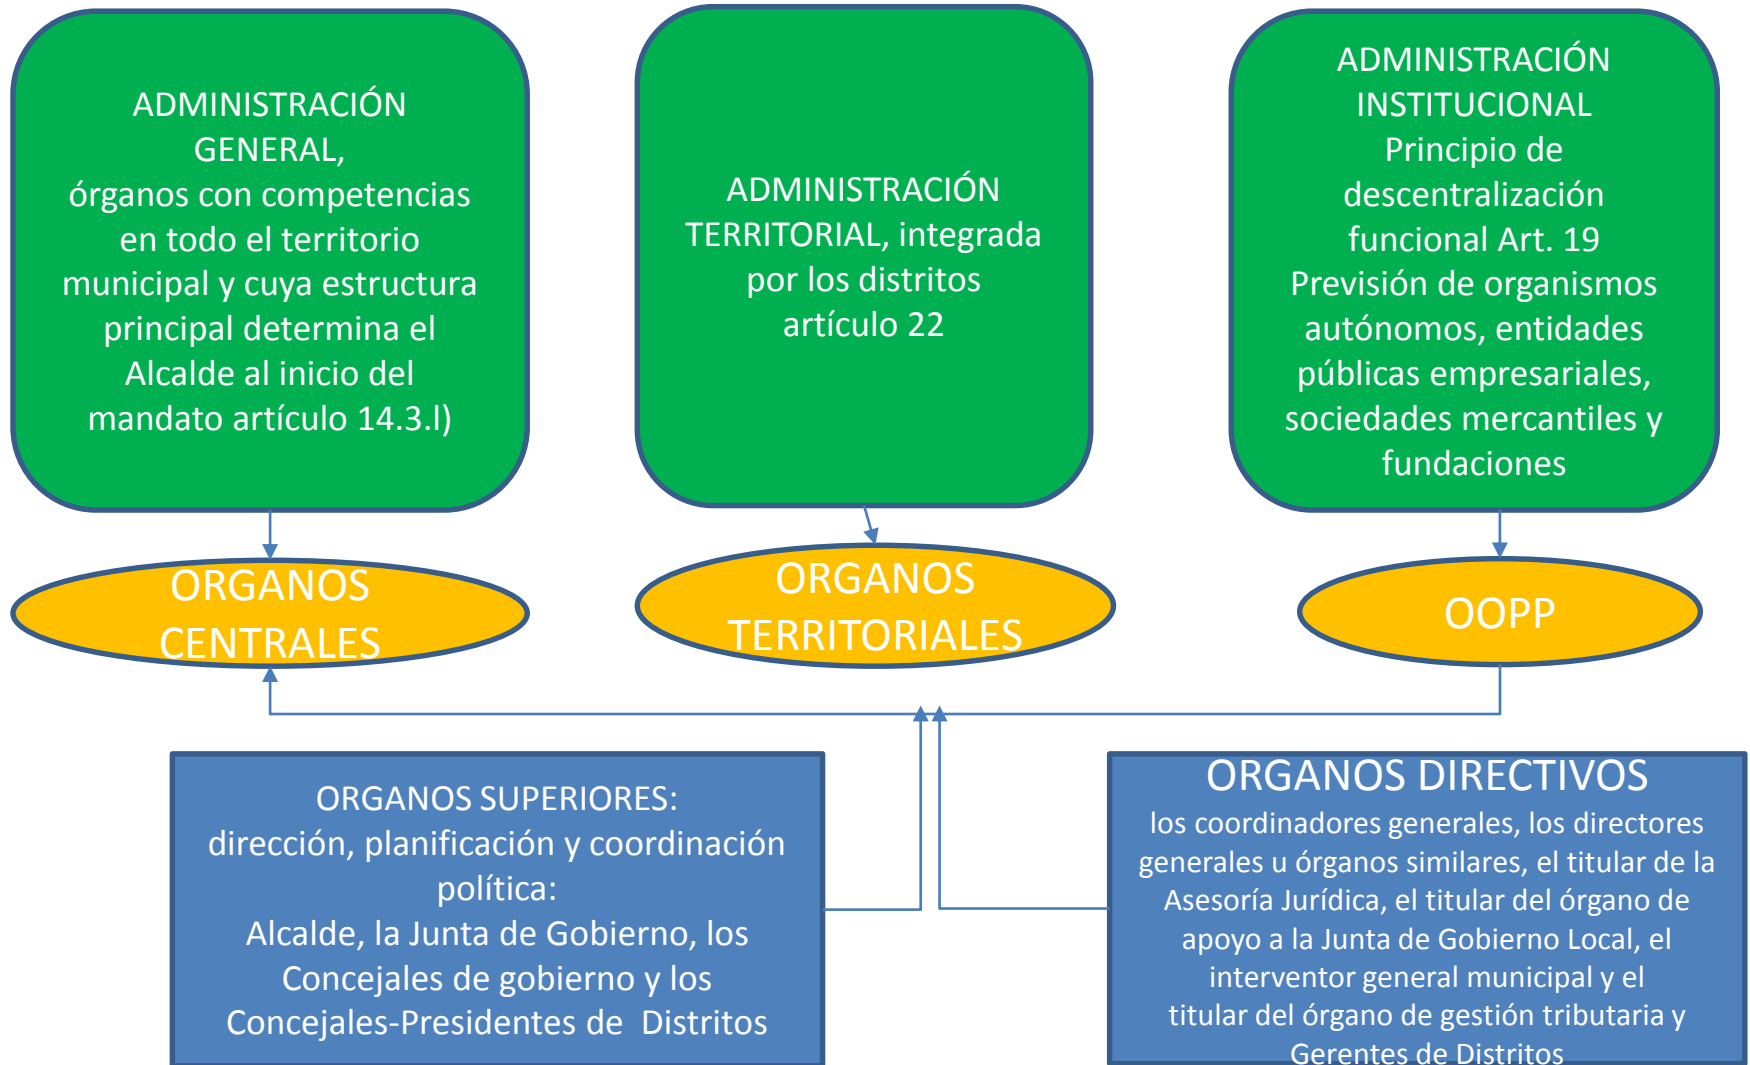 ADMINISTRACIÓN
GENERAL,
órganos con competencias
en todo el territorio
municipal y cuya estructura
principal determina el
Alcalde al inicio del
mandato artículo 14.3.l)
ADMINISTRACIÓN
TERRITORIAL, integrada
por los distritos
artículo 22
ADMINISTRACIÓN
INSTITUCIONAL
Principio de
descentralización
funcional Art. 19
Previsión de organismos
autónomos, entidades
públicas empresariales,
sociedades mercantiles y
fundaciones
ORGANOS
CENTRALES
ORGANOS
TERRITORIALES
OOPP
ORGANOS SUPERIORES:
dirección, planificación y coordinación
política:
Alcalde, la Junta de Gobierno, los
Concejales de gobierno y los
Concejales-Presidentes de Distritos
ORGANOS DIRECTIVOS
los coordinadores generales, los directores
generales u órganos similares, el titular de la
Asesoría Jurídica, el titular del órgano de
apoyo a la Junta de Gobierno Local, el
interventor general municipal y el
titular del órgano de gestión tributaria y
Gerentes de Distritos